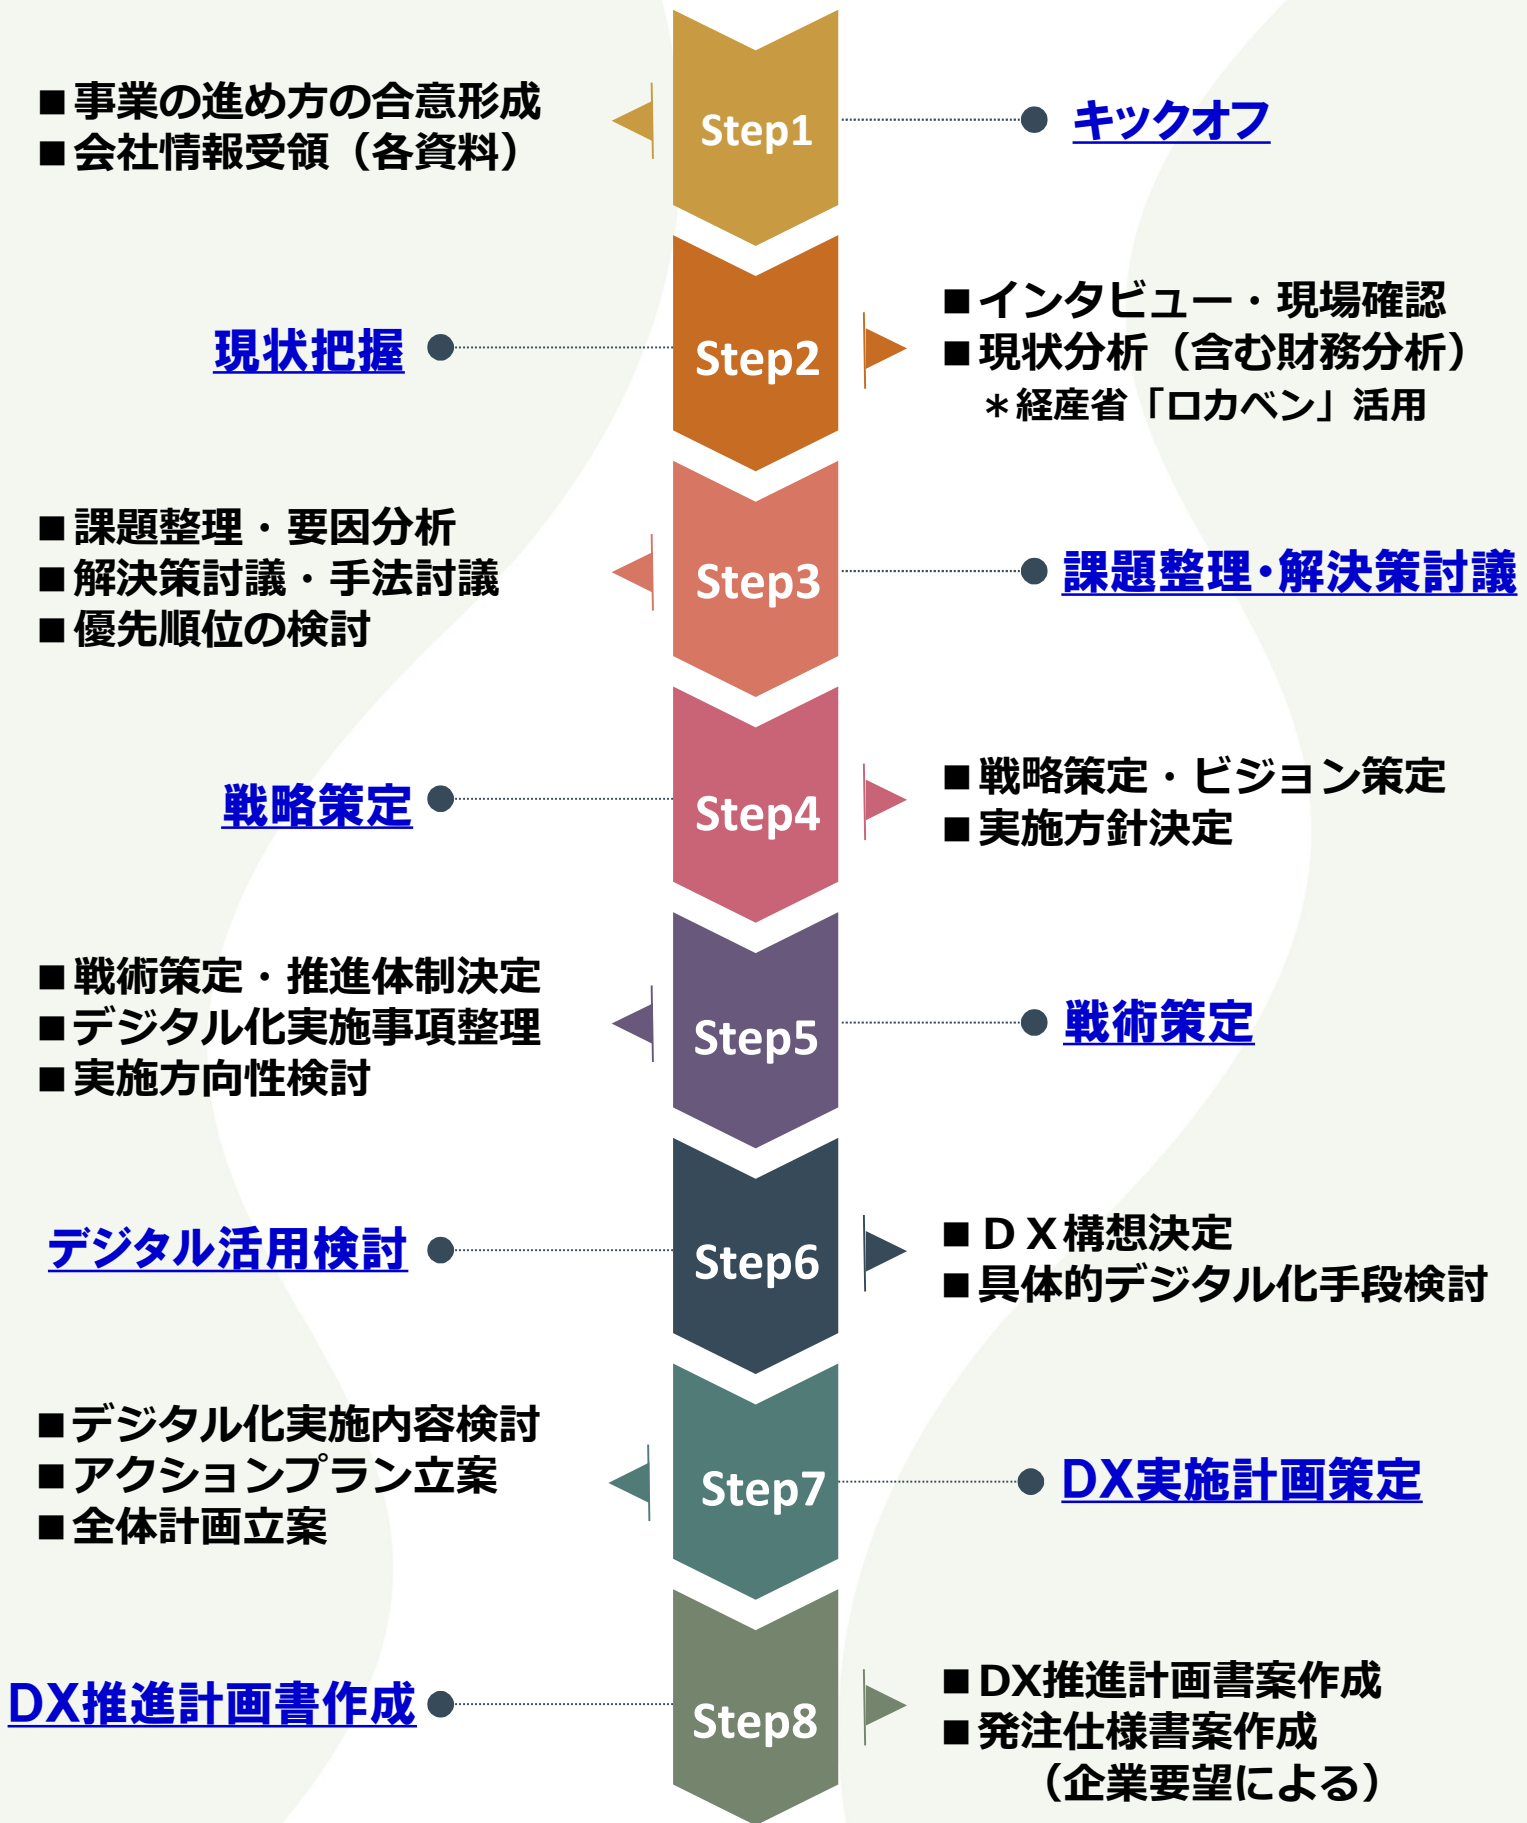 Step1
キックオフ
■事業の進め方の合意形成
■会社情報受領（各資料）
Step2
現状把握
■インタビュー・現場確認
■現状分析（含む財務分析）
＊経産省「ロカベン」活用
Step3
課題整理・解決策討議
■課題整理・要因分析
■解決策討議・手法討議
■優先順位の検討
Step4
戦略策定
■戦略策定・ビジョン策定
■実施方針決定
Step5
戦術策定
■戦術策定・推進体制決定
■デジタル化実施事項整理
■実施方向性検討
Step6
デジタル活用検討
■ＤＸ構想決定
■具体的デジタル化手段検討
Step7
DX実施計画策定
■デジタル化実施内容検討
■アクションプラン立案
■全体計画立案
Step8
DX推進計画書作成
■DX推進計画書案作成
■発注仕様書案作成
（企業要望による）